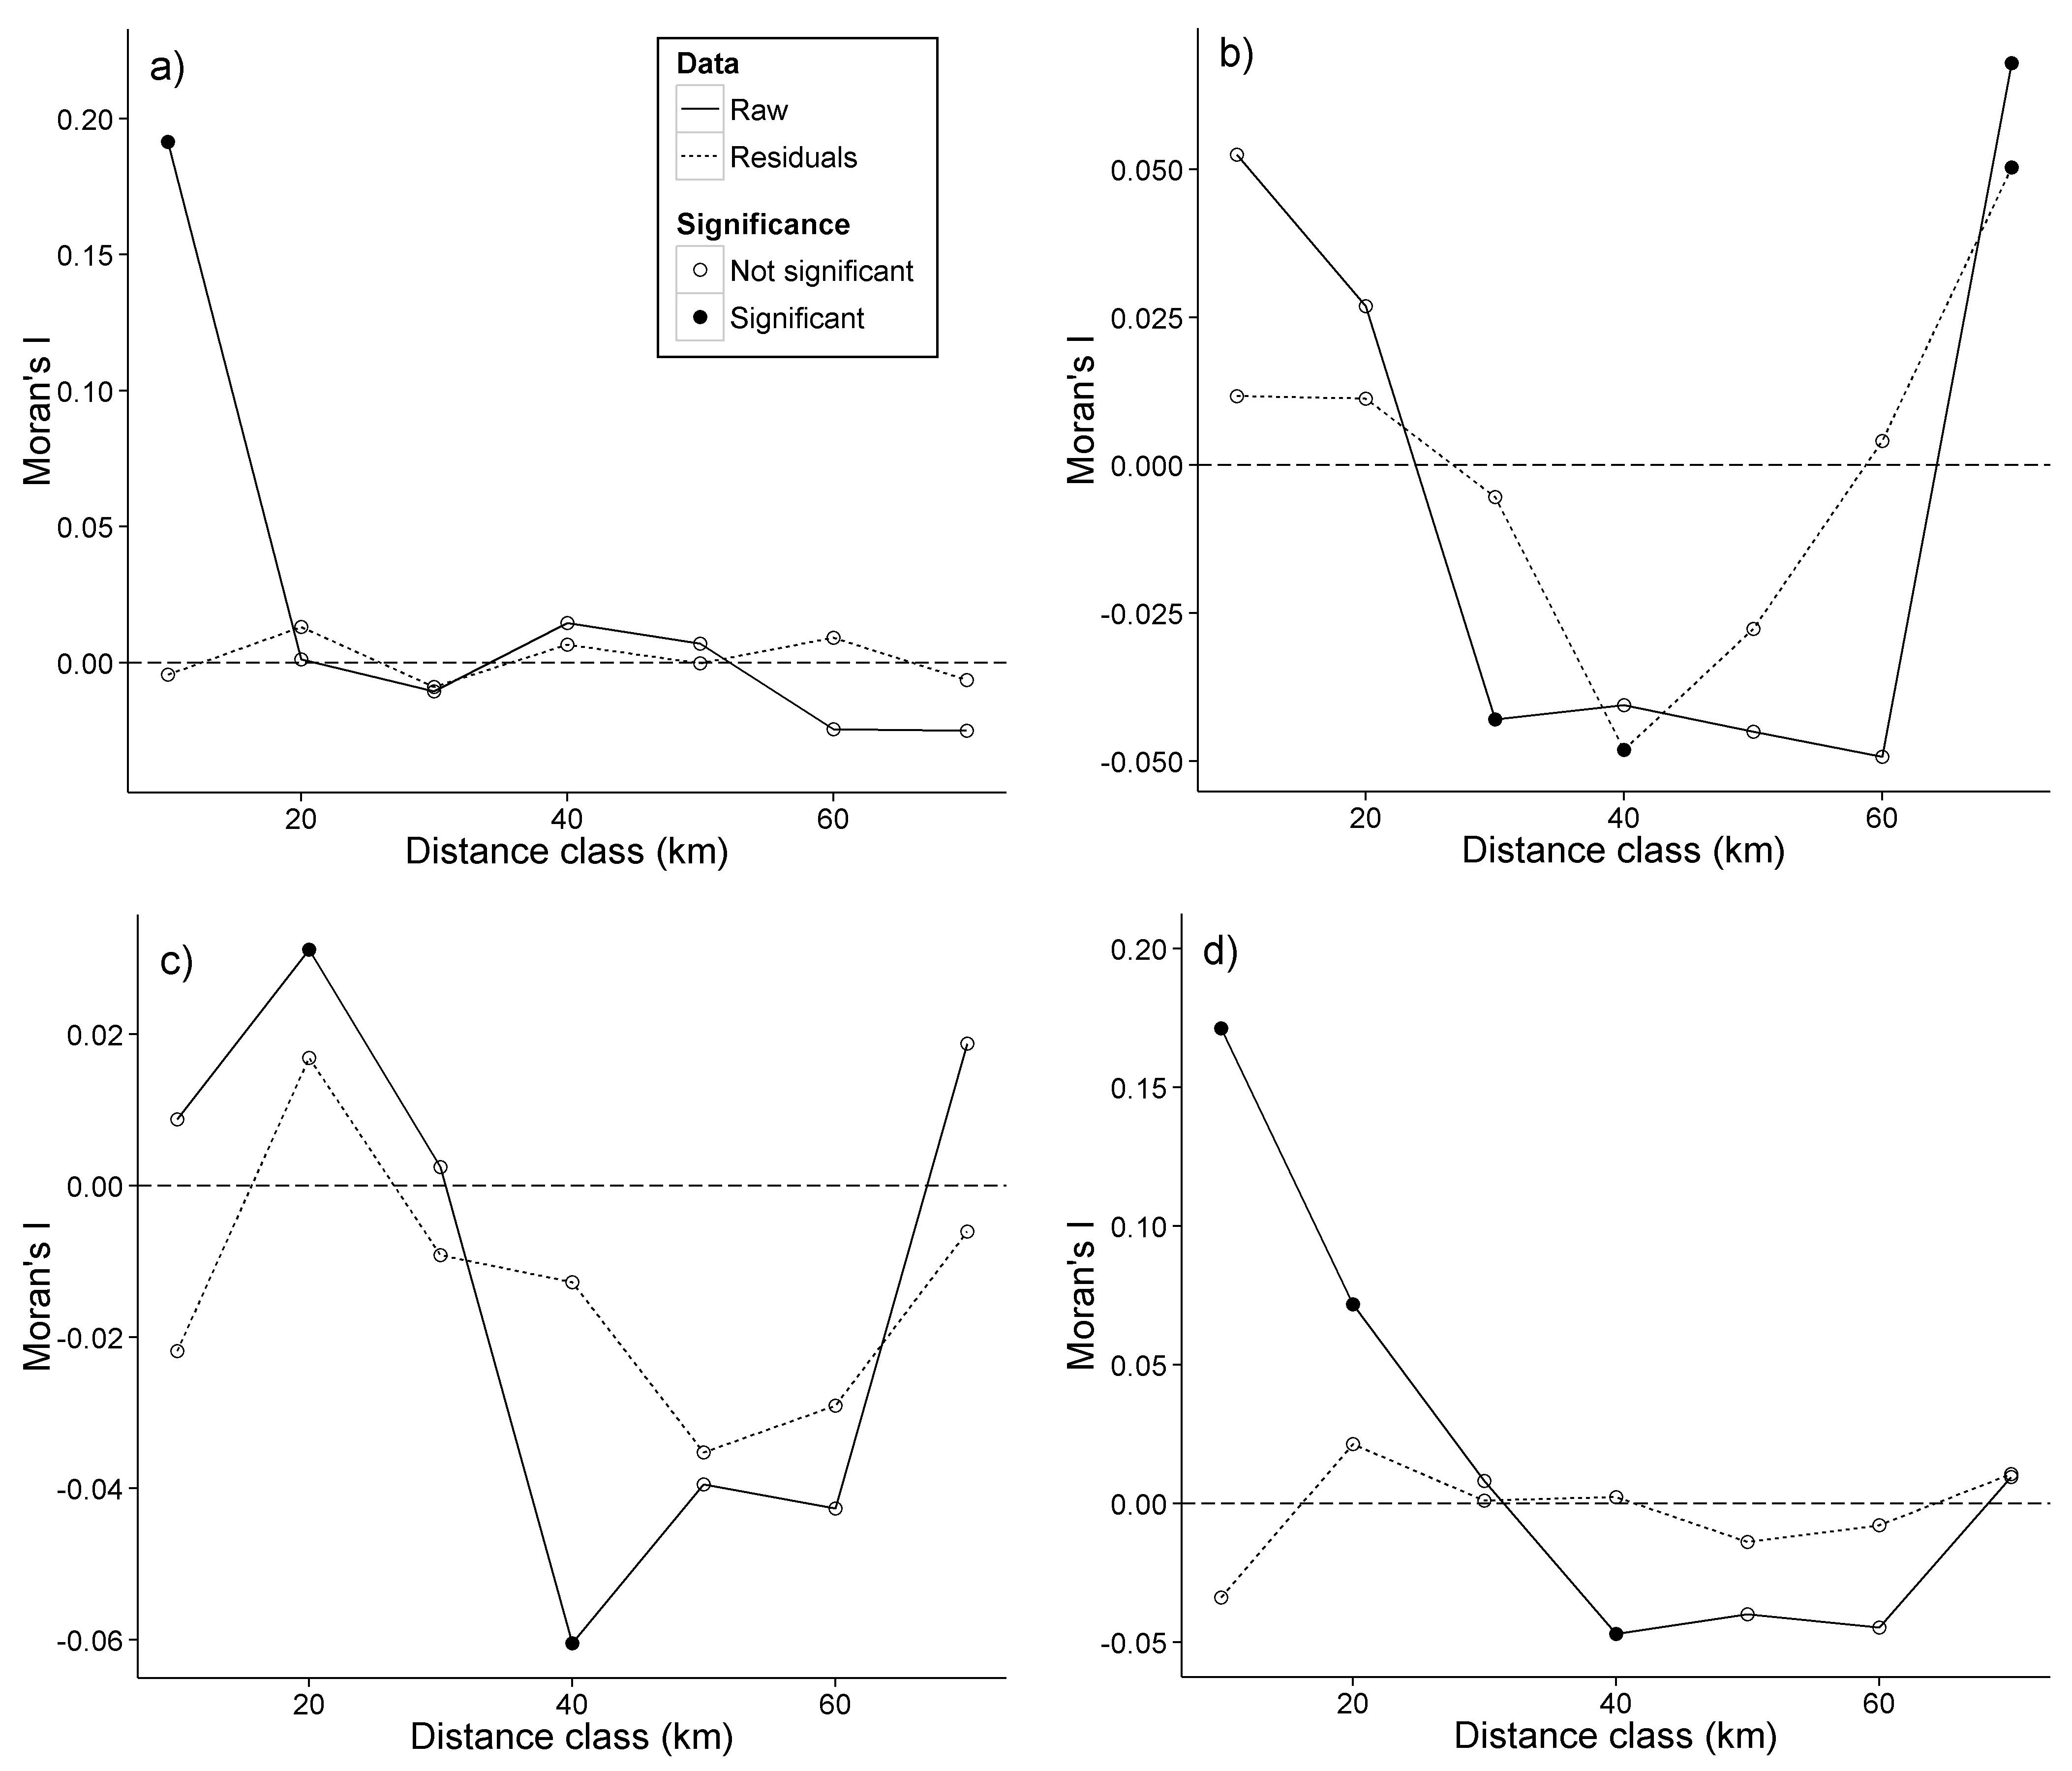 a)
Data
Raw
Residuals
Significance
Not significant
Significant
0.20
0.15
0.10
0.05
0.00
Moran's I
20 40 60
Distance class (km)
b)
0.050
0.025
0.000
-0.025
-0.050
Moran's I
20 40 60
Distance class (km)
c)
0.02
0.00
-0.02
-0.04
-0.06
Moran's I
20 40 60
Distance class (km)
d)
0.20
0.15
0.10
0.05
0.00
-0.05
Moran's I
20 40 60
Distance class (km)